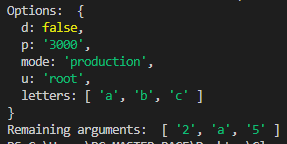 Options:  {
  d: false,
  p: '3000',
  mode: 'production',
  u: 'root',
  letters: [ 'a', 'b', 'c' ]
}
Remaining arguments:  [ '2', 'a', '5' ]